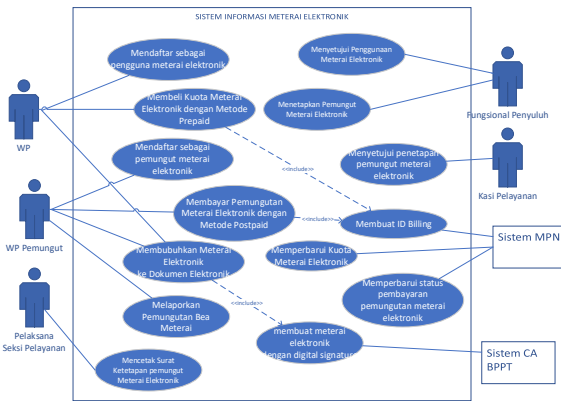 SISTEM INFORMASI METERAI ELEKTRONIK
Mendaftar sebagai
pengguna meterai elektronik
Menyetujui Penggunaan
Meterai Elektronik
Membeli Kuota Meterai
Elektronik dengan Metode
Prepaid
Menetapkan Pemungut
Meterai Elektronik
Fungsional Penyuluh
WP
Mendaftar sebagai
pemungut meterai
elektronik
Menyetujui penetapan
pemungut meterai
elektronik
<<include>>
Kasi Pelayanan
Membayar Pemungutan
Meterai Elektronik dengan
Metode Postpaid
<<include>>
Membuat ID Billing
Sistem MPN
WP Pemungut
Membubuhkan Meterai
Elektronik
ke Dokumen Elektronik
Memperbarui Kuota
Meterai Elektronik
Memperbarui status
pembayaran
pemungutan meterai
elektronik
<<include>>
Melaporkan
Pemungutan Bea
Meterai
Pelaksana
Seksi Pelayanan
membuat meterai
elektronik
dengan digital signature
Sistem CA
BPPT
Mencetak Surat
Ketetapan pemungut
Meterai Elektronik